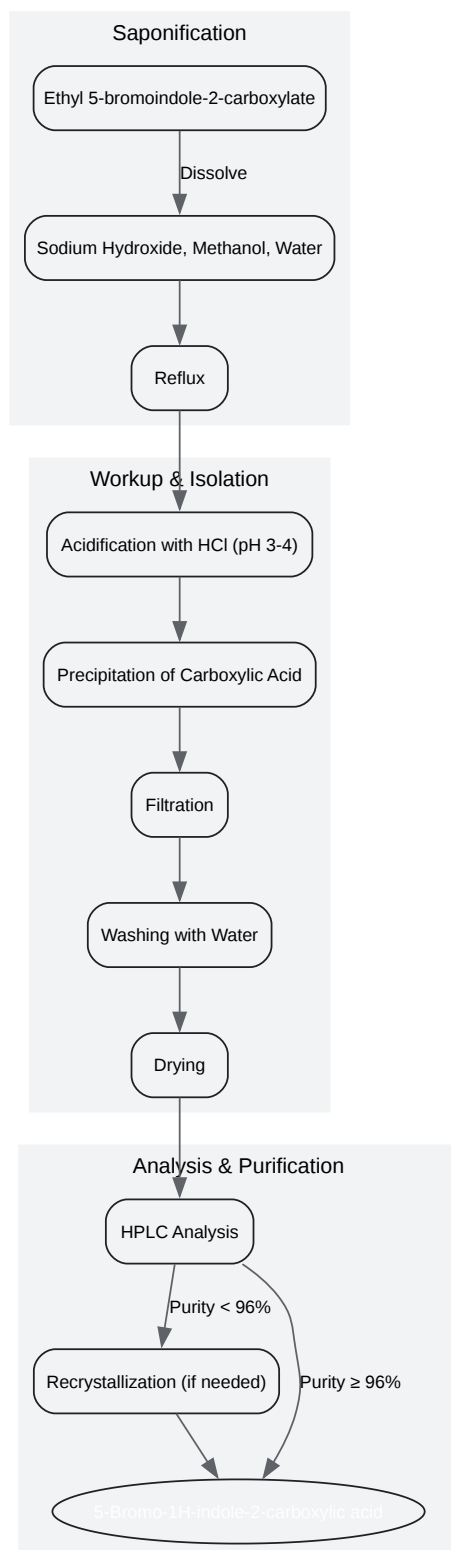 Saponification
Ethyl 5-bromoindole-2-carboxylate
Dissolve
Sodium Hydroxide, Methanol, Water
Reflux
Workup & Isolation
Acidification with HCl (pH 3-4)
Precipitation of Carboxylic Acid
Filtration
Washing with Water
Drying
Analysis & Purification
HPLC Analysis
Purity < 96%
Recrystallization (if needed)
Purity ≥ 96%
5-Bromo-1H-indole-2-carboxylic acid